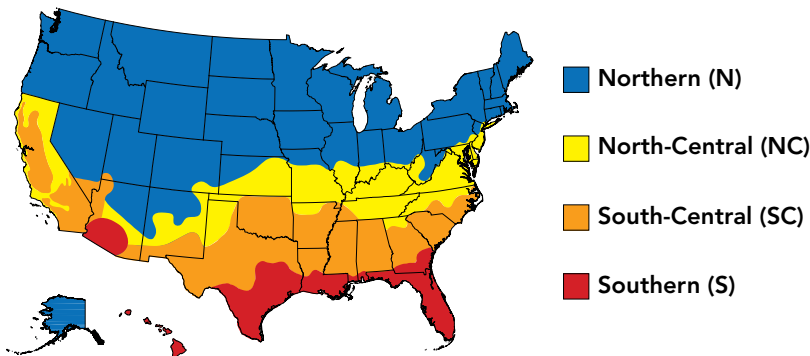 Northern (N)
North-Central (NC)
South-Central (SC)
Southern (S)